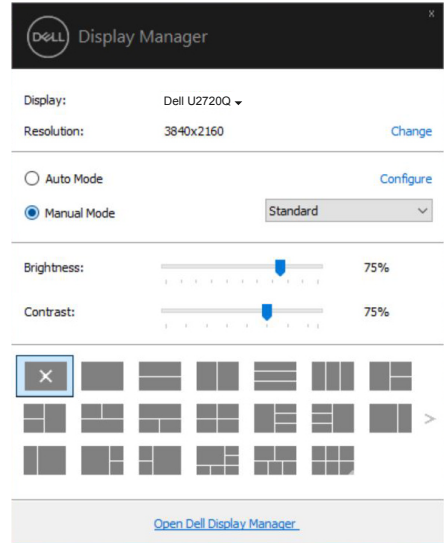 x
DELL Display Manager
Display: Dell U2720Q
Resolution: 3840x2160 Change
Auto Mode Configure
Manual Mode Standard
Brightness: 75%
Contrast: 75%
Open Dell Display Manager